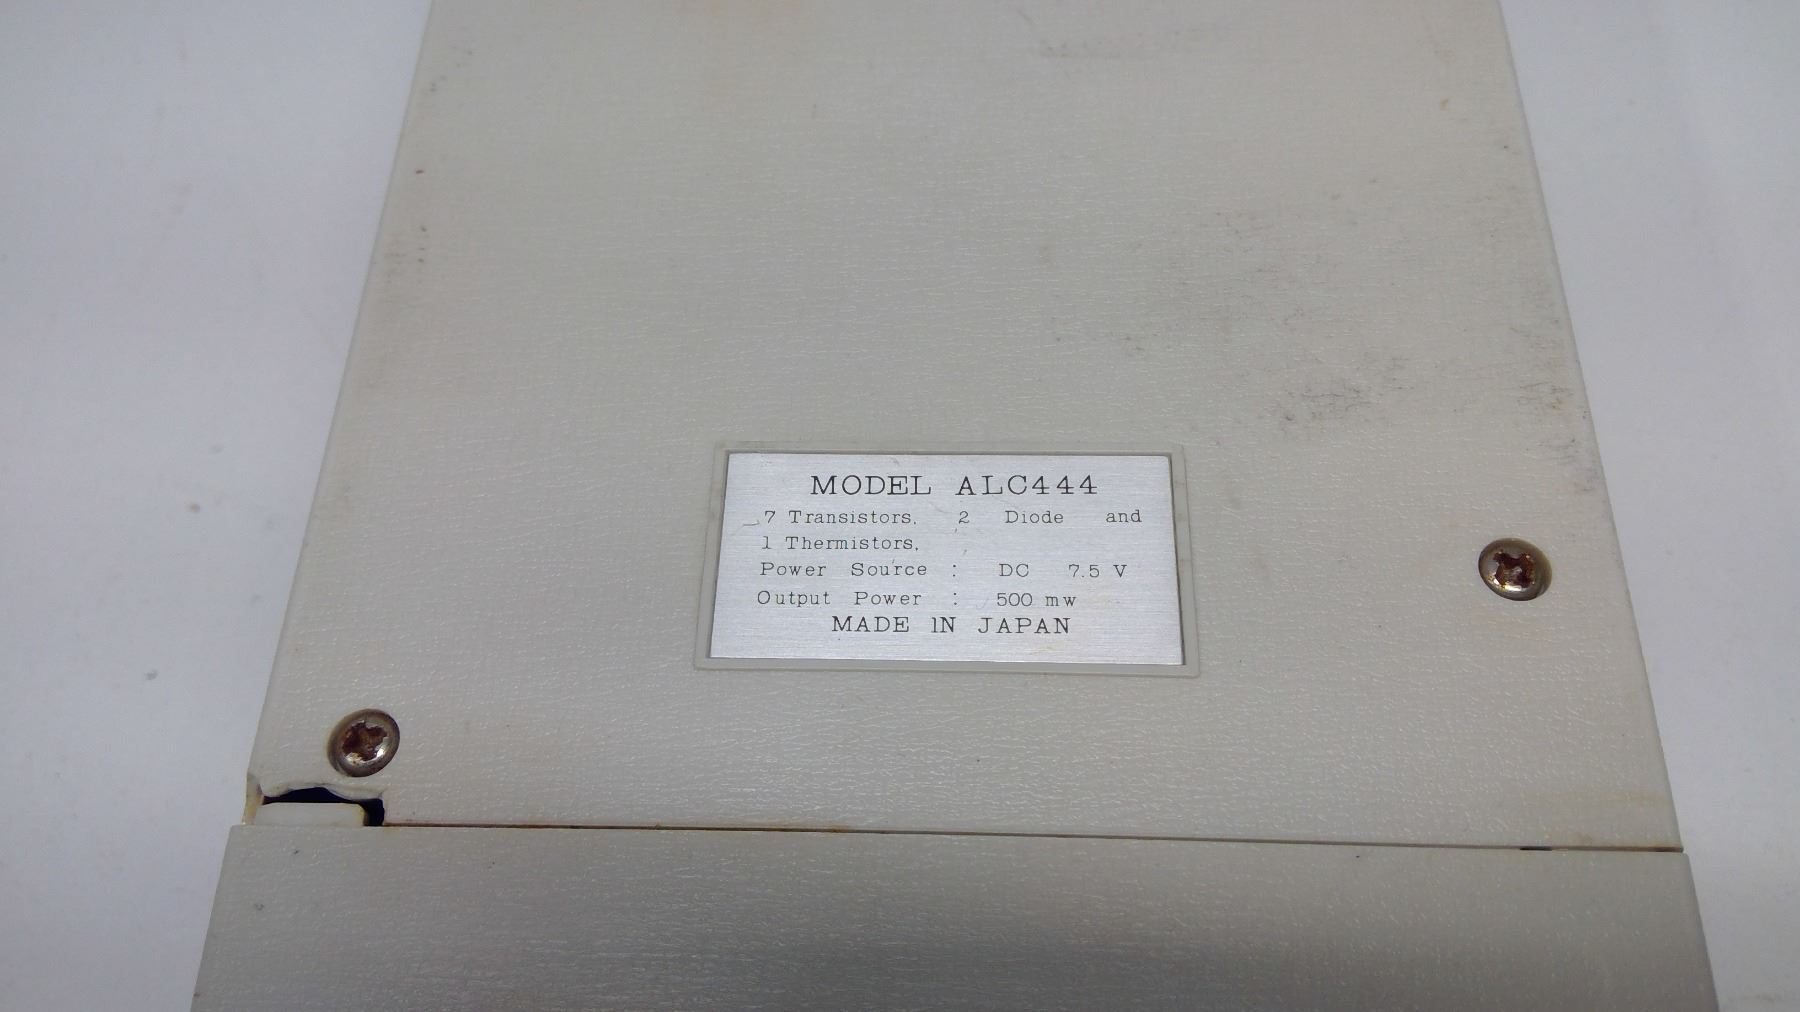 MODEL ALC444
7 Transistors, 2 Diode and
1 Thermistors,
Power Source : DC 7.5 V
Output Power : 500 mw
MADE IN JAPAN